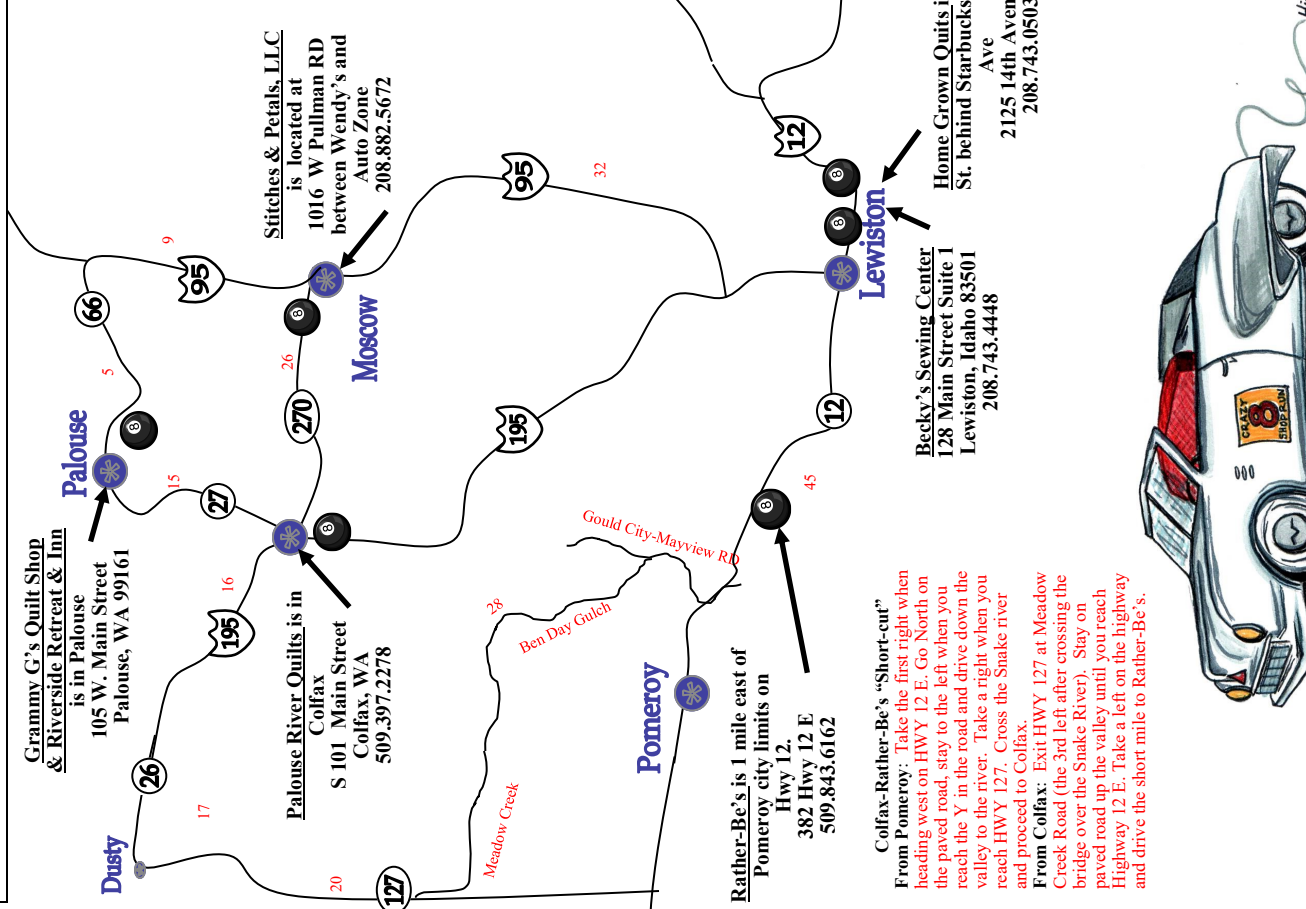 Grammy G's Quilt Shop
& Riverside Retreat & Inn
is in Palouse
105 W. Main Street
Palouse, WA 99161
Palouse
Stitches & Petals, LLC
is located at
1016 W Pullman RD
between Wendy's and
Auto Zone
208.882.5672
66
5
9
95
8
15
27
Moscow
8
26
270
95
32
Dusty
26
17
195
16
Palouse River Quilts is in
Colfax
S 101 Main Street
Colfax, WA
509.397.2278
8
195
20
127
Meadow Creek
28
Ben Day Gulch
Gould City-Mayview RD
Pomeroy
Rather-Be's is 1 mile east of
Pomeroy city limits on
Hwy 12.
382 Hwy 12 E
509.843.6162
8
45
12
Lewiston
8
8
12
Becky's Sewing Center
128 Main Street Suite 1
Lewiston, Idaho 83501
208.743.4448
Home Grown Quits
St. behind Starbucks
Ave
2125 14th Aven
208.743.0503
Colfax-Rather-Be's “Short-cut”
From Pomeroy: Take the first right when
heading west on HWY 12 E. Go North on
the paved road, stay to the left when you
reach the Y in the road and drive down the
valley to the river. Take a right when you
reach HWY 127. Cross the Snake river
and proceed to Colfax.
From Colfax: Exit HWY 127 at Meadow
Creek Road (the 3rd left after crossing the
bridge over the Snake River). Stay on
paved road up the valley until you reach
Highway 12 E. Take a left on the highway
and drive the short mile to Rather-Be's.
CRAZY
8
SHOP RUN